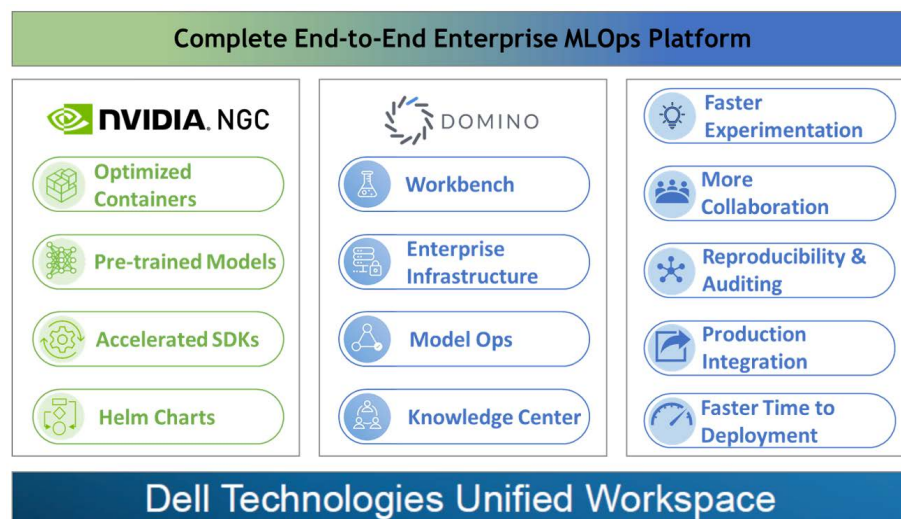 Complete End-to-End Enterprise MLOps Platform
NVIDIA. NGC
Optimized
Containers
Pre-trained Models
Accelerated SDKs
Helm Charts
DOMINO
Workbench
Enterprise
Infrastructure
Model Ops
Knowledge Center
Faster
Experimentation
More
Collaboration
Reproducibility &
Auditing
Production
Integration
Faster Time to
Deployment
Dell Technologies Unified Workspace